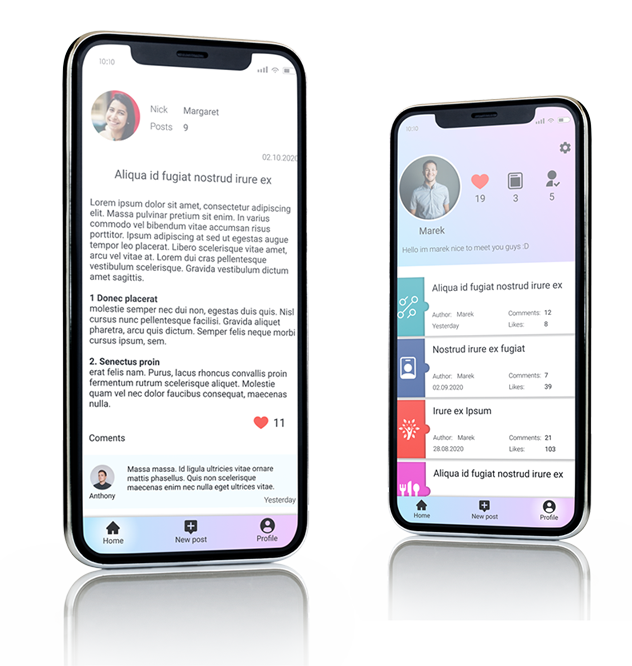 10:10
Nick Margaret
Posts 9
02.10.2020
Aliqua id fugiat nostrud irure ex
Lorem ipsum dolor sit amet, consectetur adipiscing
elit. Massa pulvinar pretium sit enim. In varius
commodo vel bibendum vitae accumsan risus
porttitor. Ipsum adipiscing at sed ut egestas augue
tempor leo placerat. Libero scelerisque vitae amet,
arcu vel vitae at. Lorem dui cras pellentesque
vestibulum scelerisque. Gravida vestibulum dictum
amet sagittis.
1 Donec placerat
molestie semper nec dui non, egestas duis quis. Nisl
cursus nunc pellentesque facilisi. Gravida aliquet
pharetra, arcu quis dictum. Semper felis neque morbi
cursus ipsum, sem.
2. Senectus proin
erat felis nam. Purus, lacus rhoncus convallis proin
fermentum rutrum scelerisque aliquet. Molestie
quam vel nec dolor faucibus consequat, maecenas
nulla.
11
Coments
Massa massa. Id ligula ultricies vitae ornare
mattis phasellus. Quis non scelerisque
maecenas enim nec nulla eget ultrices vitae.
Anthony
Yesterday
Home New post Profile
10:10
19 3 5
Marek
Hello im marek nice to meet you guys :D
Aliqua id fugiat nostrud irure ex
Author: Marek Comments: 12
Yesterday Likes: 8
Nostrud irure ex fugiat
Author: Marek Comments: 7
02.09.2020 Likes: 39
Irure ex Ipsum
Author: Marek Comments: 21
28.08.2020 Likes: 103
Aliqua id fugiat nostrud irure ex
Home New post Profile